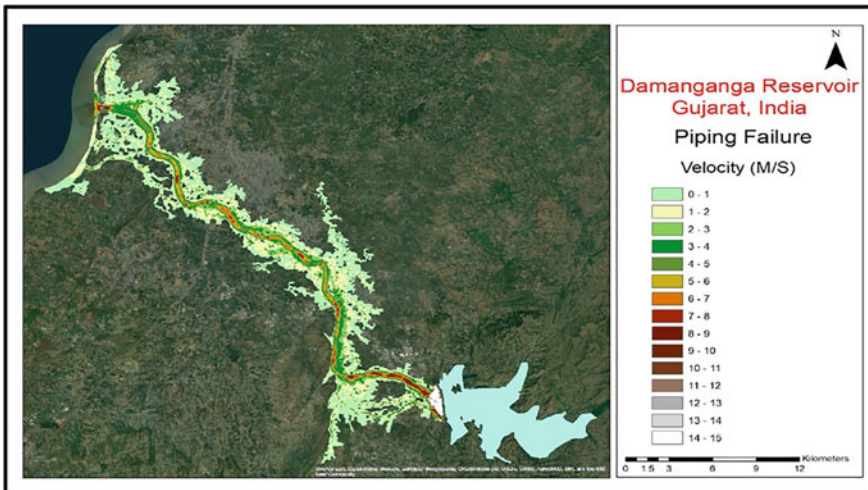 N
Damanganga Reservoir
Gujarat, India
Piping Failure
Velocity (M/S)
0 - 1
1 - 2
2 - 3
3 - 4
4 - 5
5 - 6
6 - 7
7 - 8
8 - 9
9 - 10
10 - 11
11 - 12
12 - 13
13 - 14
14 - 15
Kilometers
0 1.5 3 6 9 12